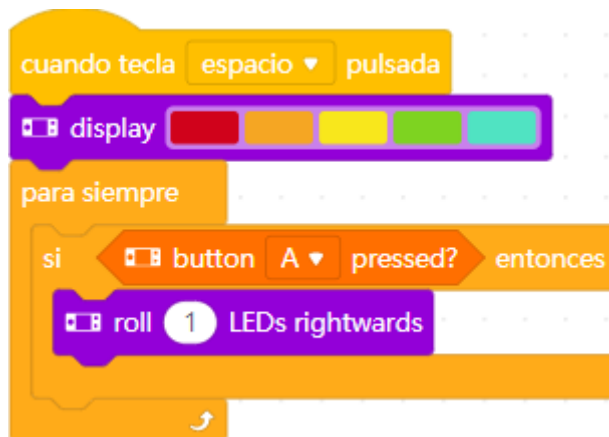 cuando tecla espacio pulsada
display
para siempre
si button A pressed? entonces
roll 1 LEDs rightwards